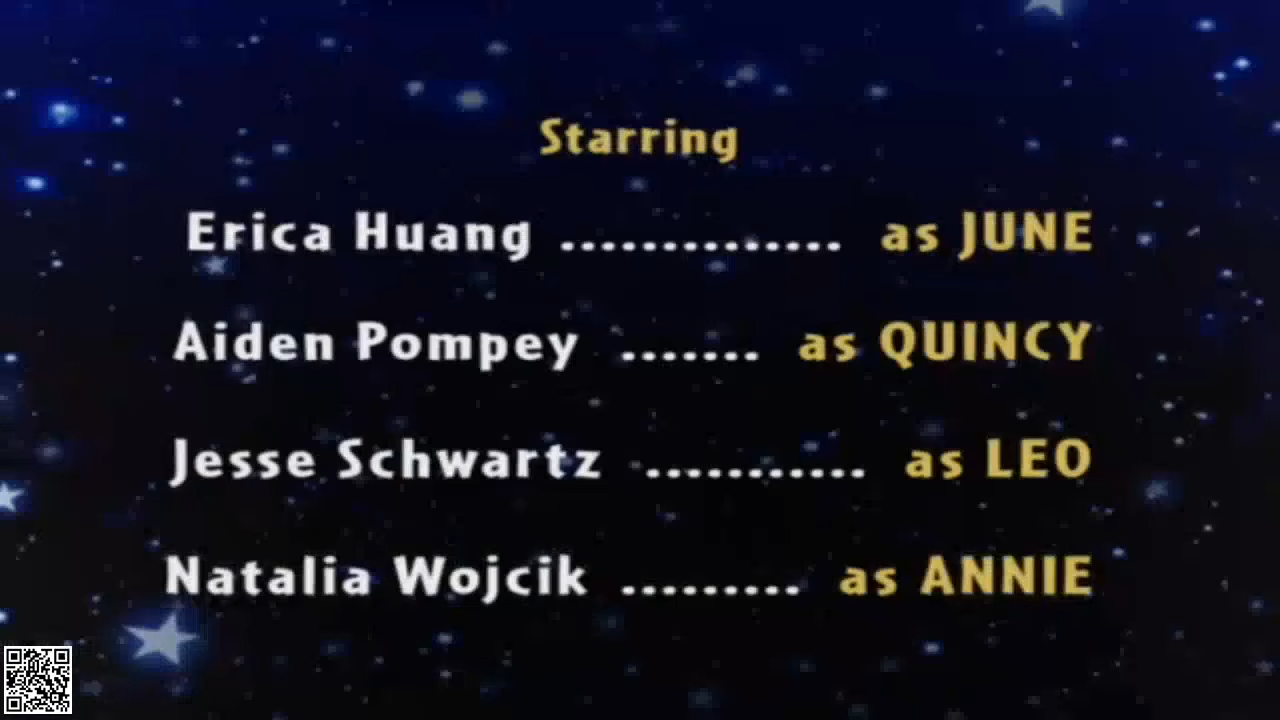 Starring
Erica Huang .............. as JUNE
Aiden Pompey ....... as QUINCY
Jesse Schwartz ........... as LEO
Natalia Wojcik ......... as ANNIE